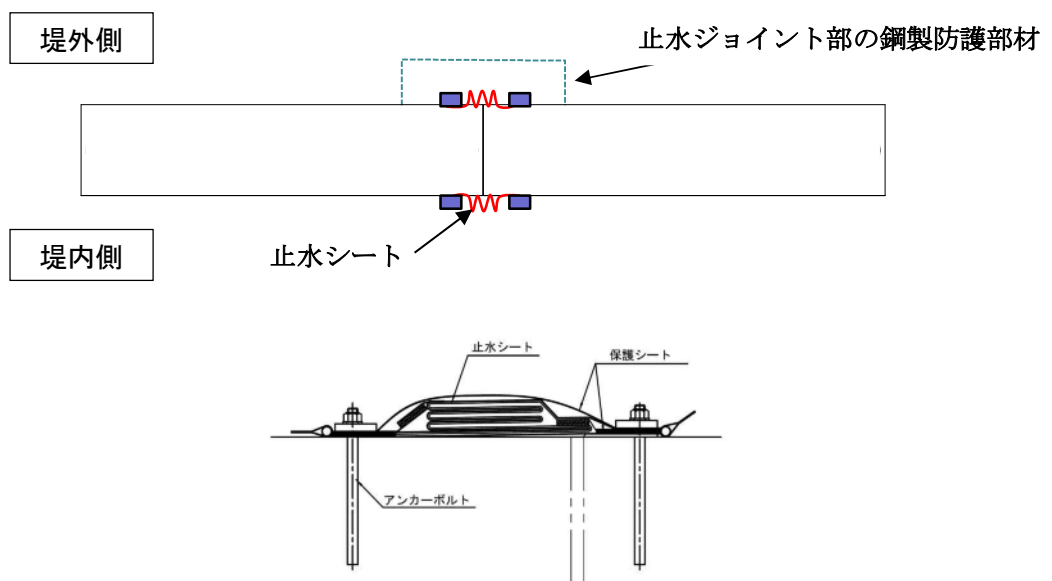 堤外側
止水ジョイント部の鋼製防護部材
堤内側
止水シート
止水シート
保護シート
アンカーボルト